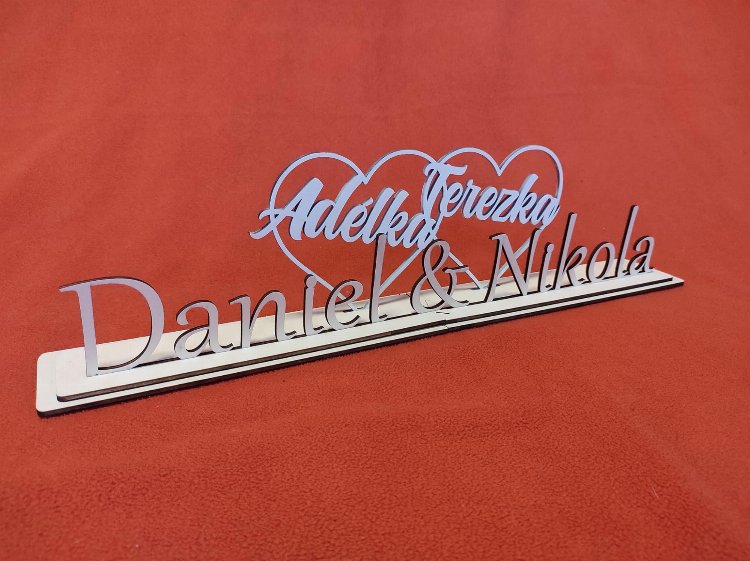 Adélka Terezka
Daniel & Nikola